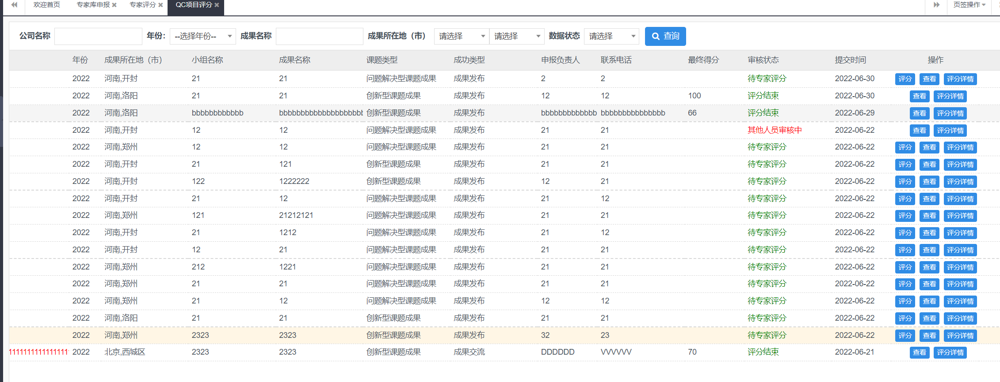 欢迎首页 专家库申报 专家评分 QC项目评分 页签操作
公司名称 年份： --选择年份-- 成果名称 成果所在地（市） 请选择 请选择 数据状态 请选择 查询
年份 成果所在地（市） 小组名称 成果名称 课题类型 成功类型 申报负责人 联系电话 最终得分 审核状态 提交时间 操作
2022 河南,开封 21 21 问题解决型课题成果 成果发布 2 2 待专家评分 2022-06-30 评分 查看 评分详情
2022 河南,洛阳 21 21 创新型课题成果 成果发布 12 12 100 评分结束 2022-06-30 查看 评分详情
2022 河南,洛阳 bbbbbbbbbbbb bbbbbbbbbbbbbbbbbbbb 创新型课题成果 成果发布 bbbbbbbbbbbbb bbbbbbbbbbbbbbb 66 评分结束 2022-06-29 查看 评分详情
2022 河南,开封 12 12 问题解决型课题成果 成果发布 21 21 其他人员审核中 2022-06-22 查看 评分详情
2022 河南,郑州 12 12 问题解决型课题成果 成果发布 21 21 待专家评分 2022-06-22 评分 查看 评分详情
2022 河南,开封 21 121 创新型课题成果 成果发布 21 21 待专家评分 2022-06-22 评分 查看 评分详情
2022 河南,开封 122 1222222 创新型课题成果 成果发布 12 21 待专家评分 2022-06-22 评分 查看 评分详情
2022 河南,开封 21 12 问题解决型课题成果 成果发布 21 12 待专家评分 2022-06-22 评分 查看 评分详情
2022 河南,郑州 121 21212121 问题解决型课题成果 成果发布 21 21 待专家评分 2022-06-22 评分 查看 评分详情
2022 河南,开封 21 1212 问题解决型课题成果 成果发布 21 12 待专家评分 2022-06-22 评分 查看 评分详情
2022 河南,开封 12 21 问题解决型课题成果 成果发布 21 21 待专家评分 2022-06-22 评分 查看 评分详情
2022 河南,郑州 212 1221 问题解决型课题成果 成果发布 21 21 待专家评分 2022-06-22 评分 查看 评分详情
2022 河南,郑州 21 21 问题解决型课题成果 成果发布 21 21 待专家评分 2022-06-22 评分 查看 评分详情
2022 河南,郑州 21 12 问题解决型课题成果 成果发布 12 12 待专家评分 2022-06-22 评分 查看 评分详情
2022 河南,洛阳 21 21 创新型课题成果 成果发布 21 21 待专家评分 2022-06-22 评分 查看 评分详情
2022 河南,郑州 2323 2323 创新型课题成果 成果发布 32 23 待专家评分 2022-06-22 评分 查看 评分详情
1111111111111111 2022 北京,西城区 2323 2323 创新型课题成果 成果交流 DDDDDD VVVVVV 70 评分结束 2022-06-21 查看 评分详情